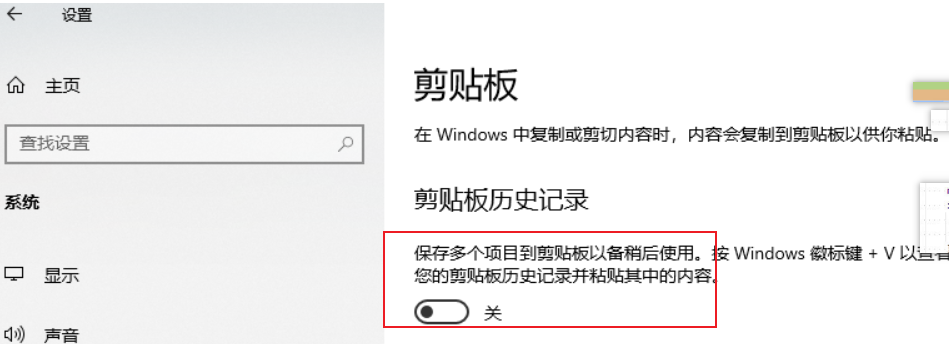 设置
主页
查找设置
系统
显示
声音
剪贴板
在 Windows 中复制或剪切内容时，内容会复制到剪贴板以供你粘贴。
剪贴板历史记录
保存多个项目到剪贴板以备稍后使用。按 Windows 徽标键 + V 以查看
您的剪贴板历史记录并粘贴其中的内容。
关